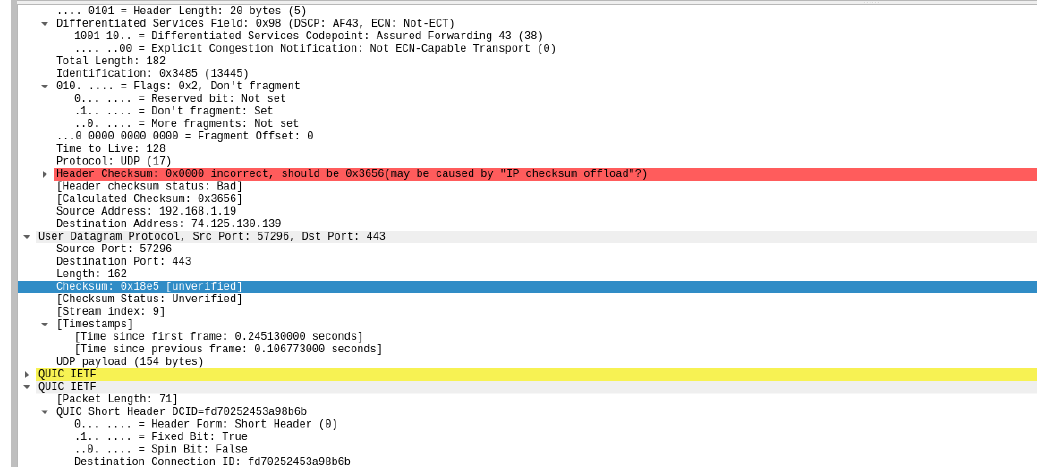 .... 0101 = Header Length: 20 bytes (5)
Differentiated Services Field: 0x98 (DSCP: AF43, ECN: Not-ECT)
1001 10.. = Differentiated Services Codepoint: Assured Forwarding 43 (38)
.... ..00 = Explicit Congestion Notification: Not ECN-Capable Transport (0)
Total Length: 182
Identification: 0x3485 (13445)
010. .... = Flags: 0x2, Don't fragment
0... .... = Reserved bit: Not set
.1.. .... = Don't fragment: Set
..0. .... = More fragments: Not set
...0 0000 0000 0000 = Fragment Offset: 0
Time to Live: 128
Protocol: UDP (17)
Header Checksum: 0x0000 incorrect, should be 0x3656(may be caused by "IP checksum offload"?)
[Header checksum status: Bad]
[Calculated Checksum: 0x3656]
Source Address: 192.168.1.19
Destination Address: 74.125.130.139
User Datagram Protocol, Src Port: 57296, Dst Port: 443
Source Port: 57296
Destination Port: 443
Length: 162
Checksum: 0x18e5 [unverified]
[Checksum Status: Unverified]
[Stream index: 9]
[Timestamps]
[Time since first frame: 0.245130000 seconds]
[Time since previous frame: 0.106773000 seconds]
UDP payload (154 bytes)
QUIC IETF
QUIC IETF
[Packet Length: 71]
QUIC Short Header DCID=fd70252453a98b6b
0... .... = Header Form: Short Header (0)
.1.. .... = Fixed Bit: True
..0. .... = Spin Bit: False
Destination Connection ID: fd70252453a98b6b